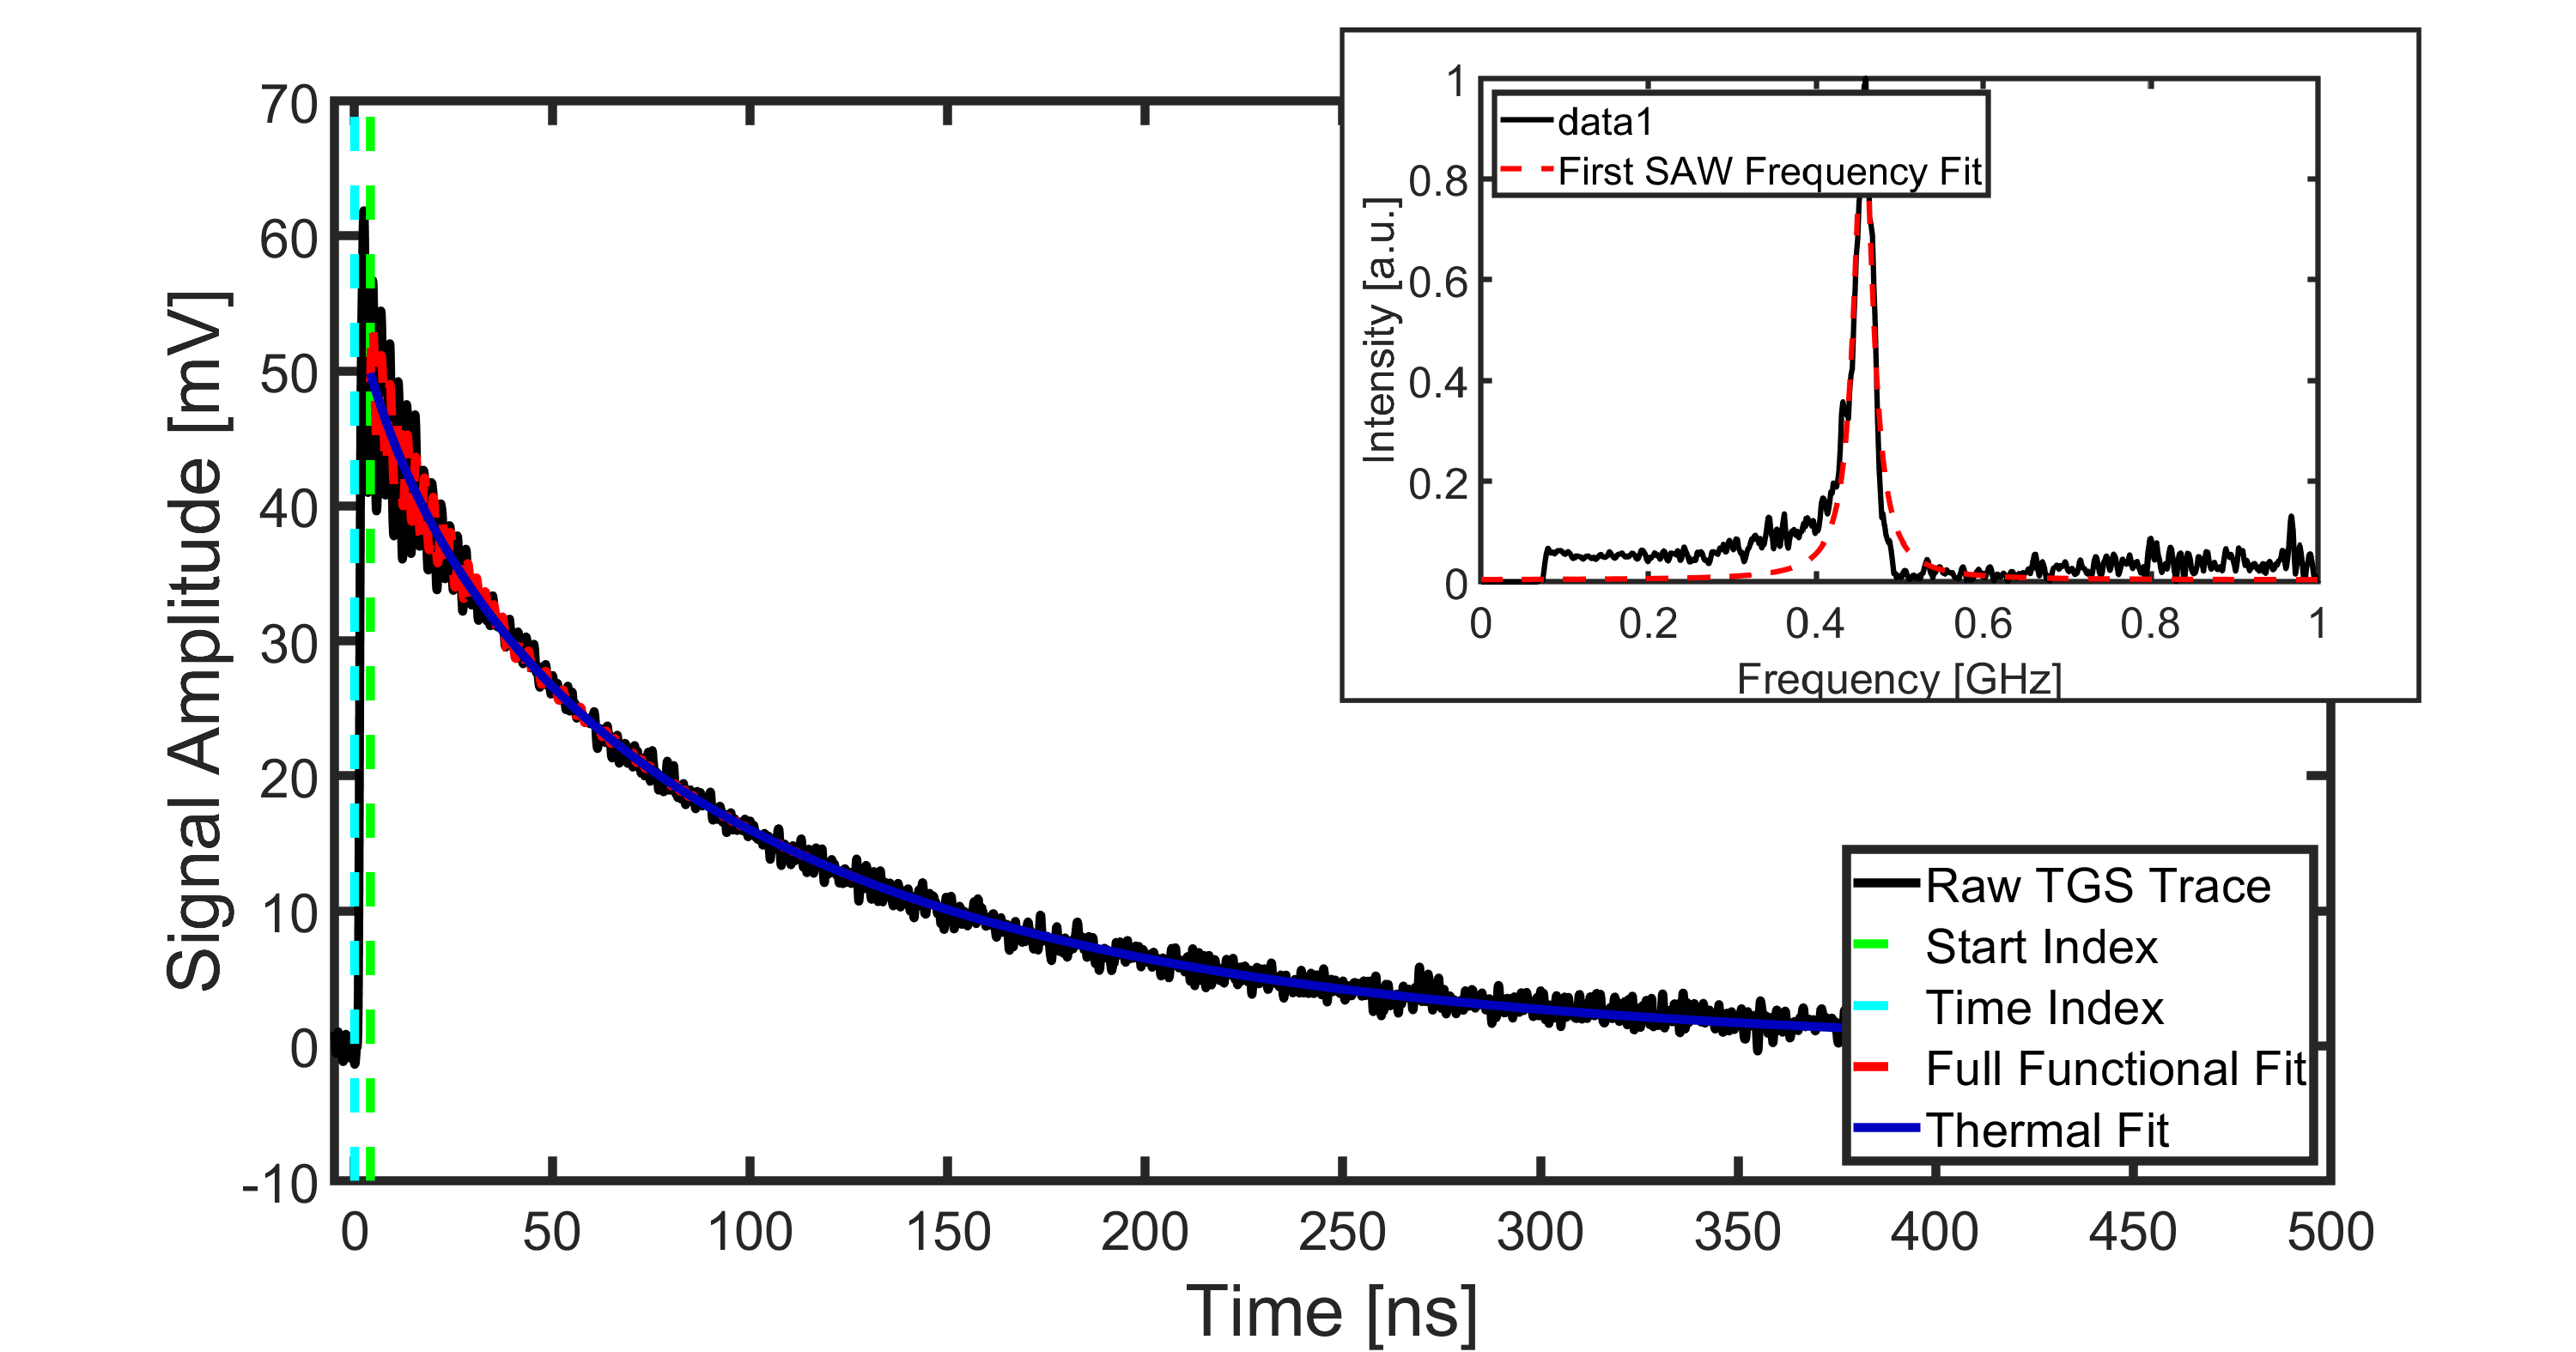 70
60
50
40
30
20
10
0
-10
Signal Amplitude [mV]
0 50 100 150 200 250 300 350 400 450 500
Time [ns]
1
0.8
0.6
0.4
0.2
0
Intensity [a.u.]
0 0.2 0.4 0.6 0.8 1
Frequency [GHz]
data1
First SAW Frequency Fit
Raw TGS Trace
Start Index
Time Index
Full Functional Fit
Thermal Fit